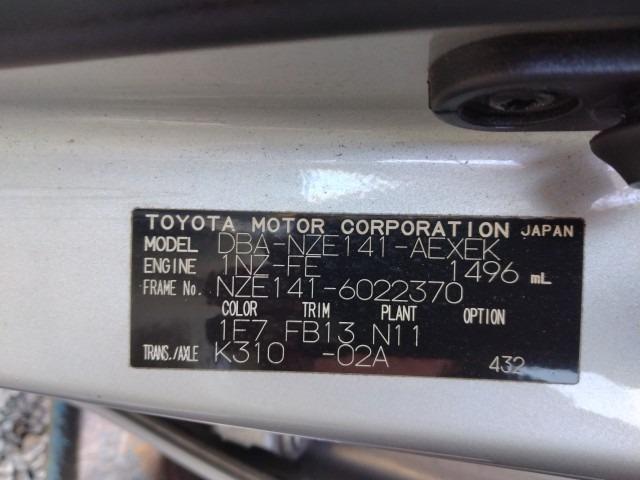 TOYOTA MOTOR CORPORATION JAPAN
MODEL DBA-NZE141-AEXEK
ENGINE 1NZ-FE 1496 mL
FRAME No. NZE141-6022370
COLOR TRIM PLANT OPTION
1E7 FB13 N11
TRANS./AXLE K310 -02A 432